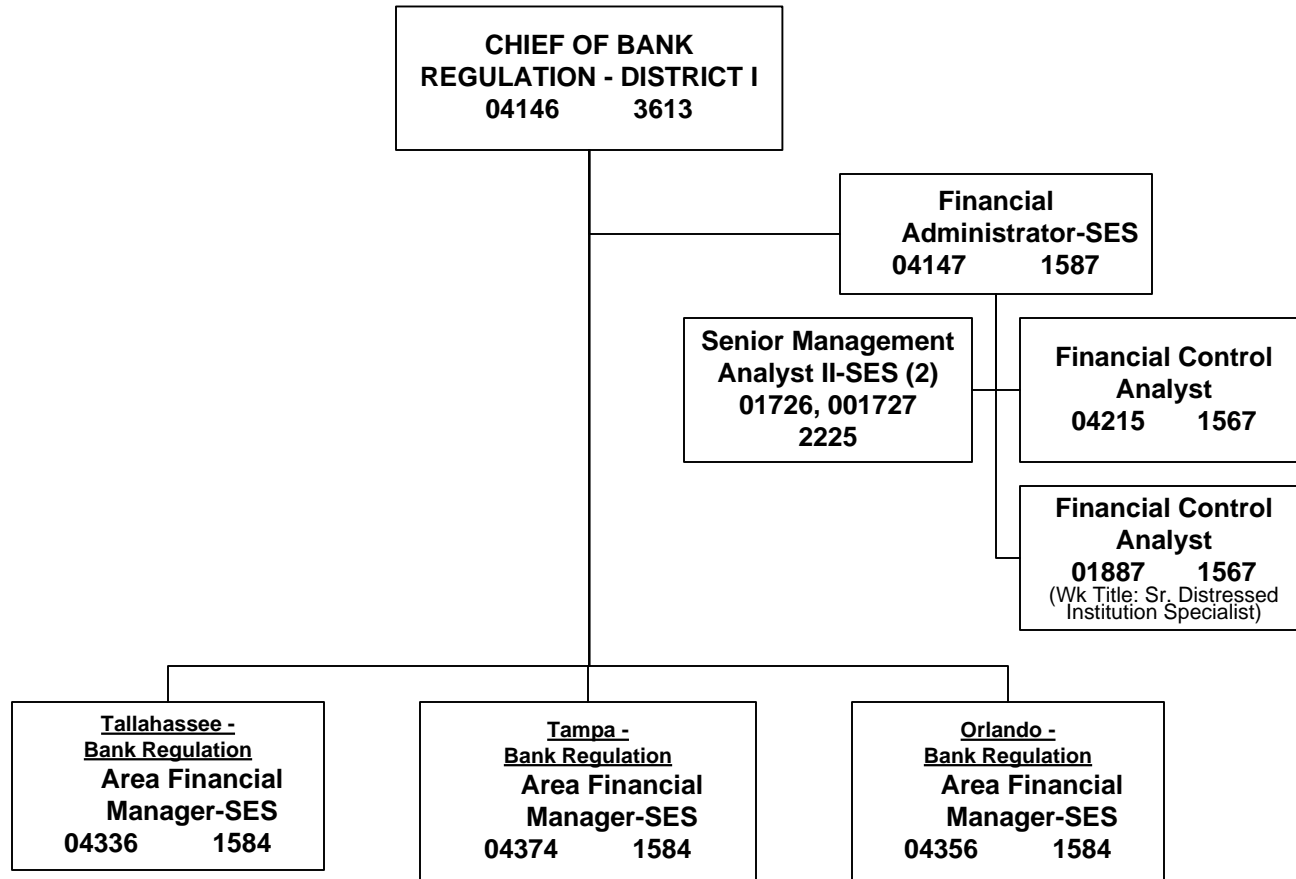 CHIEF OF BANK
REGULATION - DISTRICT I
04146 3613
Financial
Administrator-SES
04147 1587
Senior Management
Analyst II-SES (2)
01726, 001727
2225
Financial Control
Analyst
04215 1567
Financial Control
Analyst
01887 1567
(Wk Title: Sr. Distressed
Institution Specialist)
Tallahassee -
Bank Regulation
Area Financial
Manager-SES
04336 1584
Tampa -
Bank Regulation
Area Financial
Manager-SES
04374 1584
Orlando -
Bank Regulation
Area Financial
Manager-SES
04356 1584